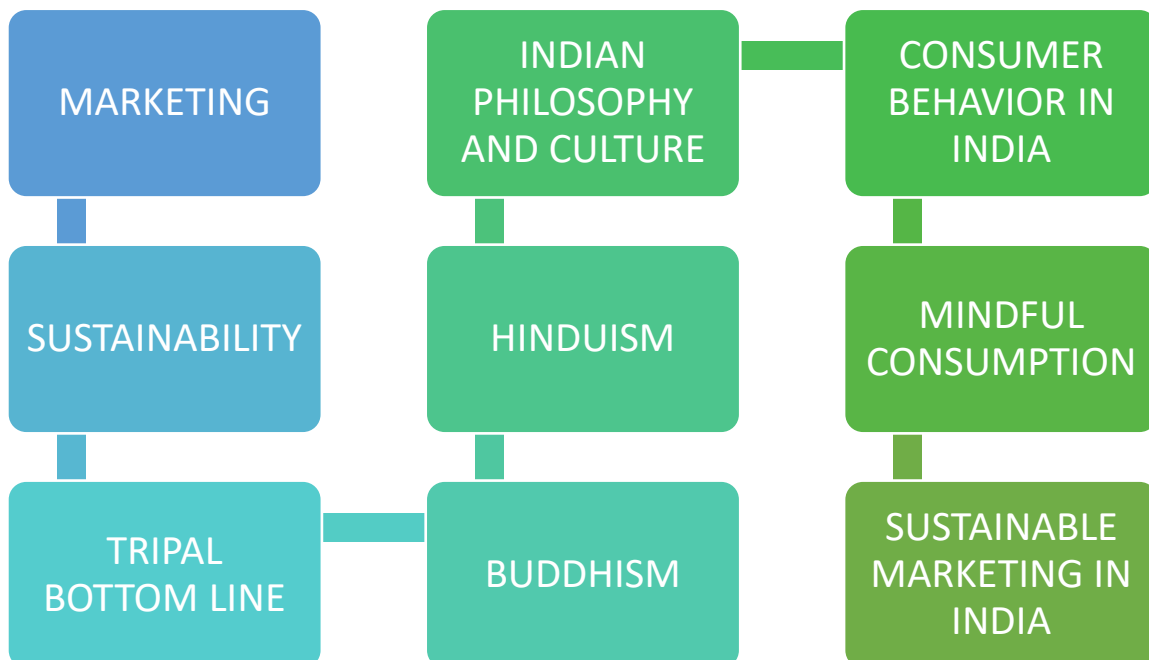 MARKETING
SUSTAINABILITY
TRIPAL
BOTTOM LINE
BUDDHISM
HINDUISM
INDIAN
PHILOSOPHY
AND CULTURE
CONSUMER
BEHAVIOR IN
INDIA
MINDFUL
CONSUMPTION
SUSTAINABLE
MARKETING IN
INDIA